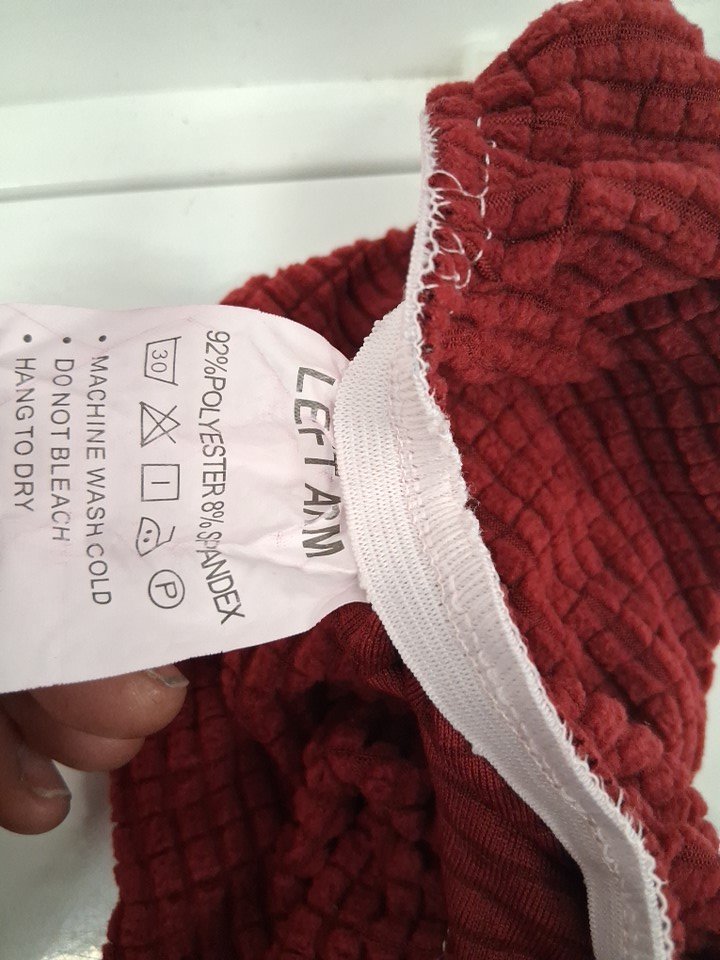 LEFT ARM
92%POLYESTER 8% SPANDEX
30 P
• MACHINE WASH COLD
• DO NOT BLEACH
• HANG TO DRY